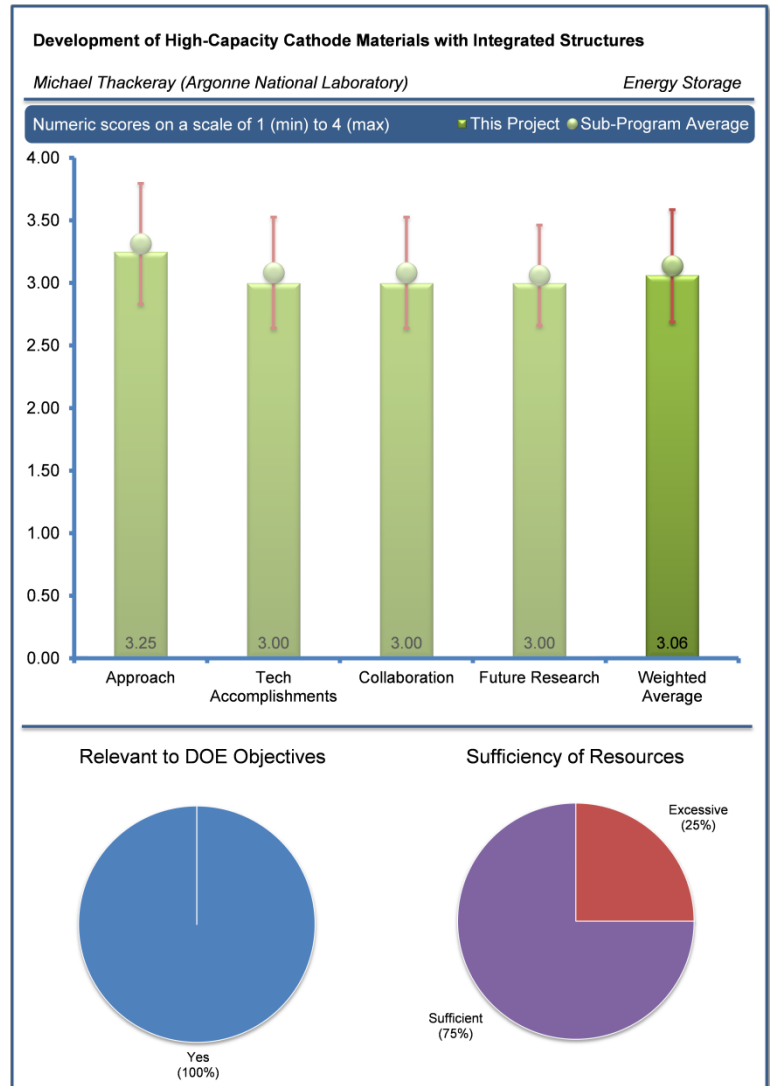 Development of High-Capacity Cathode Materials with Integrated Structures
Michael Thackeray (Argonne National Laboratory) Energy Storage
Numeric scores on a scale of 1 (min) to 4 (max) This Project Sub-Program Average
4.00
3.50
3.00
2.50
2.00
1.50
1.00
0.50
0.00
3.25 3.00 3.00 3.00 3.06
Approach Tech Collaboration Future Research Weighted
Accomplishments Average
Relevant to DOE Objectives Sufficiency of Resources
Excessive
(25%)
Sufficient
(75%)
Yes
(100%)